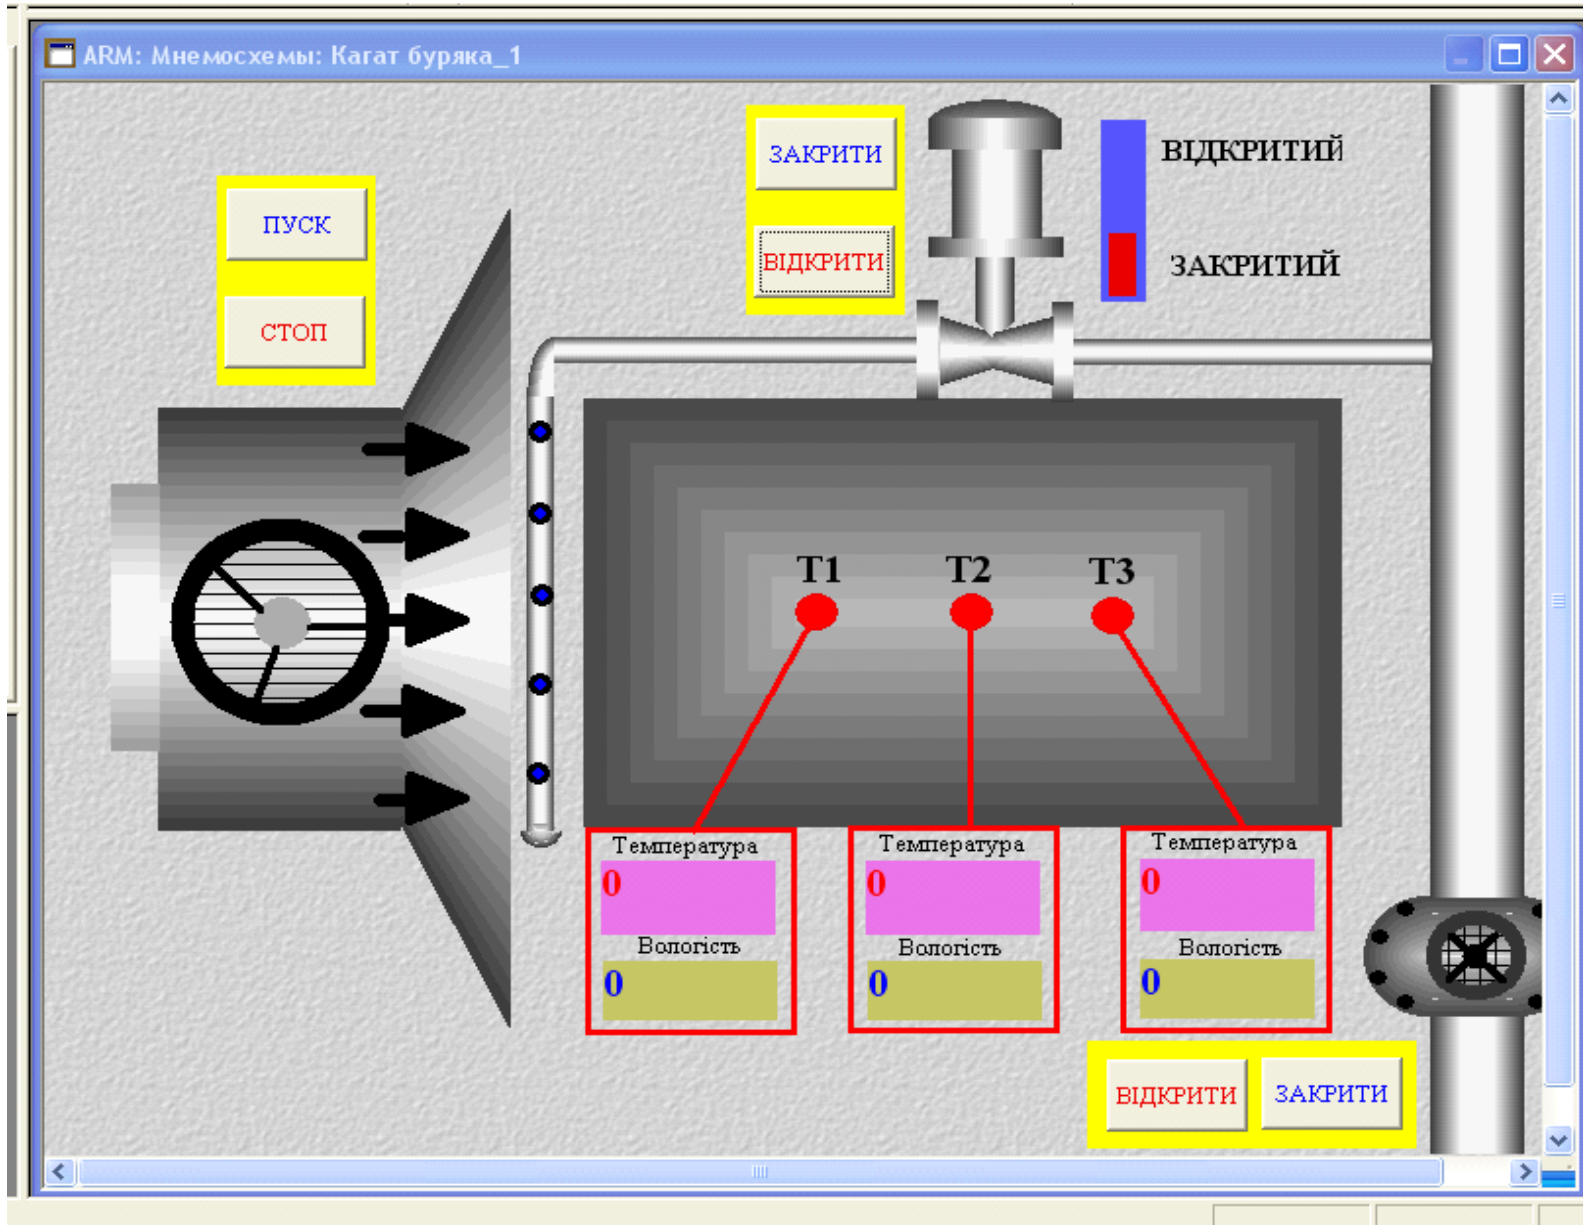 ARM: Мнемосхемы: Кагат буряка_1
ЗАКРИТИ
ВІДКРИТИЙ
ПУСК
ВІДКРИТИ
ЗАКРИТИЙ
СТОП
T1 T2 T3
Температура Температура Температура
0 0 0
Вологість Вологість Вологість
0 0 0
ВІДКРИТИ ЗАКРИТИ